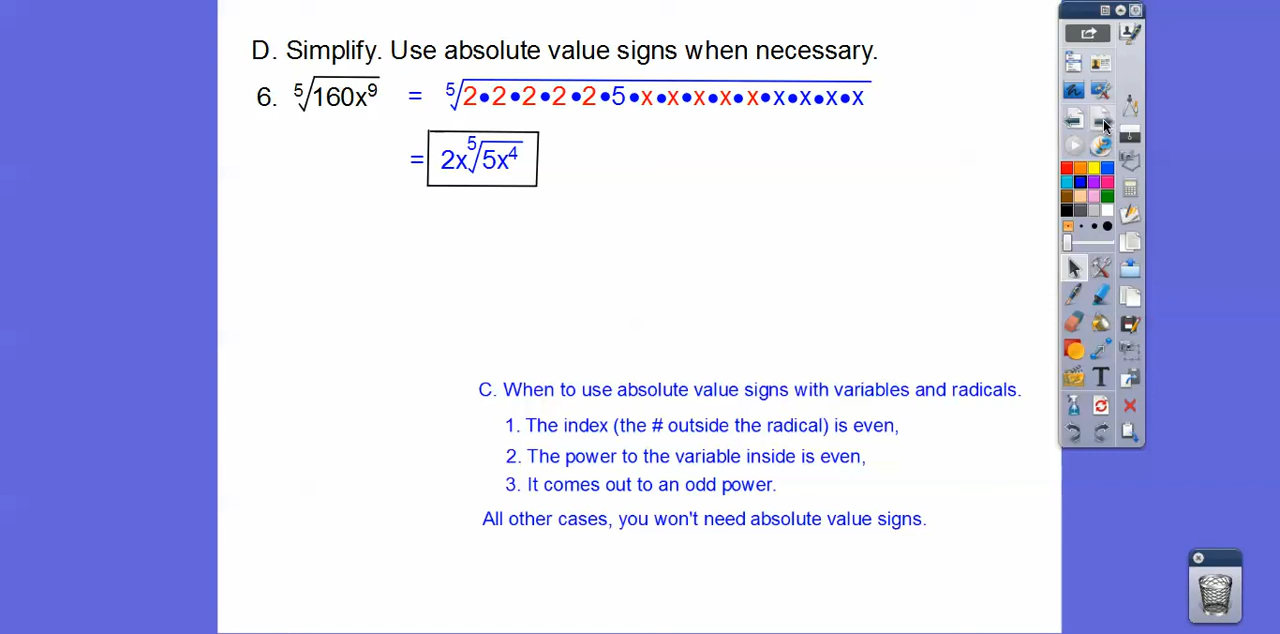 D. Simplify. Use absolute value signs when necessary.
6. ⁵√160x⁹ = ⁵√2•2•2•2•2•5•x•x•x•x•x•x•x•x•x
= 2x⁵√5x⁴
C. When to use absolute value signs with variables and radicals.
1. The index (the # outside the radical) is even,
2. The power to the variable inside is even,
3. It comes out to an odd power.
All other cases, you won't need absolute value signs.